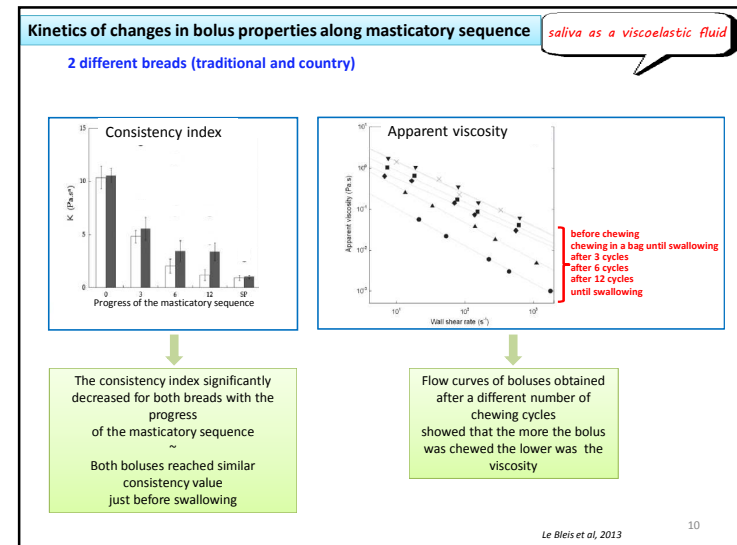 Kinetics of changes in bolus properties along masticatory sequence
saliva as a viscoelastic fluid
2 different breads (traditional and country)
Consistency index
15
10
5
0
K (Pa.sⁿ)
0 3 6 12 SP
Progress of the masticatory sequence
Apparent viscosity
Apparent viscosity (Pa.s)
Wall shear rate (s⁻¹)
before chewing
chewing in a bag until swallowing
after 3 cycles
after 6 cycles
after 12 cycles
until swallowing
The consistency index significantly
decreased for both breads with the
progress
of the masticatory sequence
~
Both boluses reached similar
consistency value
just before swallowing
Flow curves of boluses obtained
after a different number of
chewing cycles
showed that the more the bolus
was chewed the lower was the
viscosity
Le Bleis et al, 2013
10